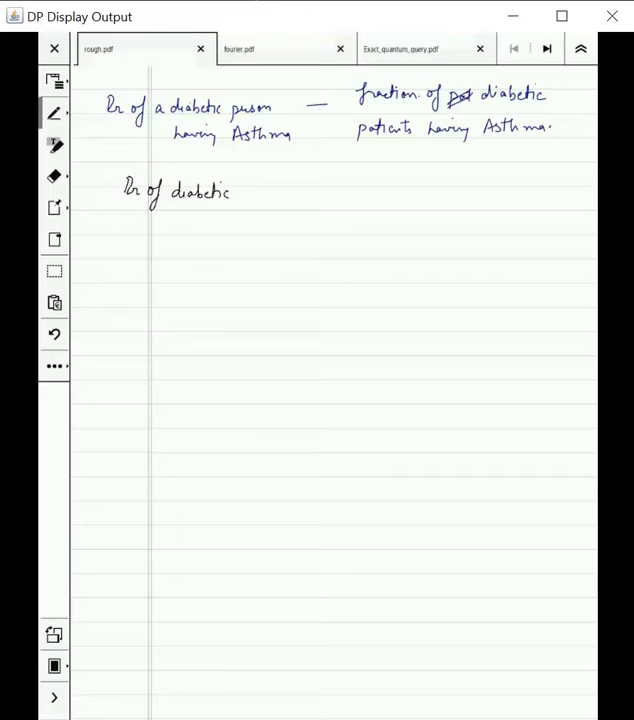 DP Display Output
rough.pdf
fourier.pdf
Exact_quantum_query.pdf
Pr of a diabetic person — fraction of diabetic
having Asthma patients having Asthma.
Pr of diabetic